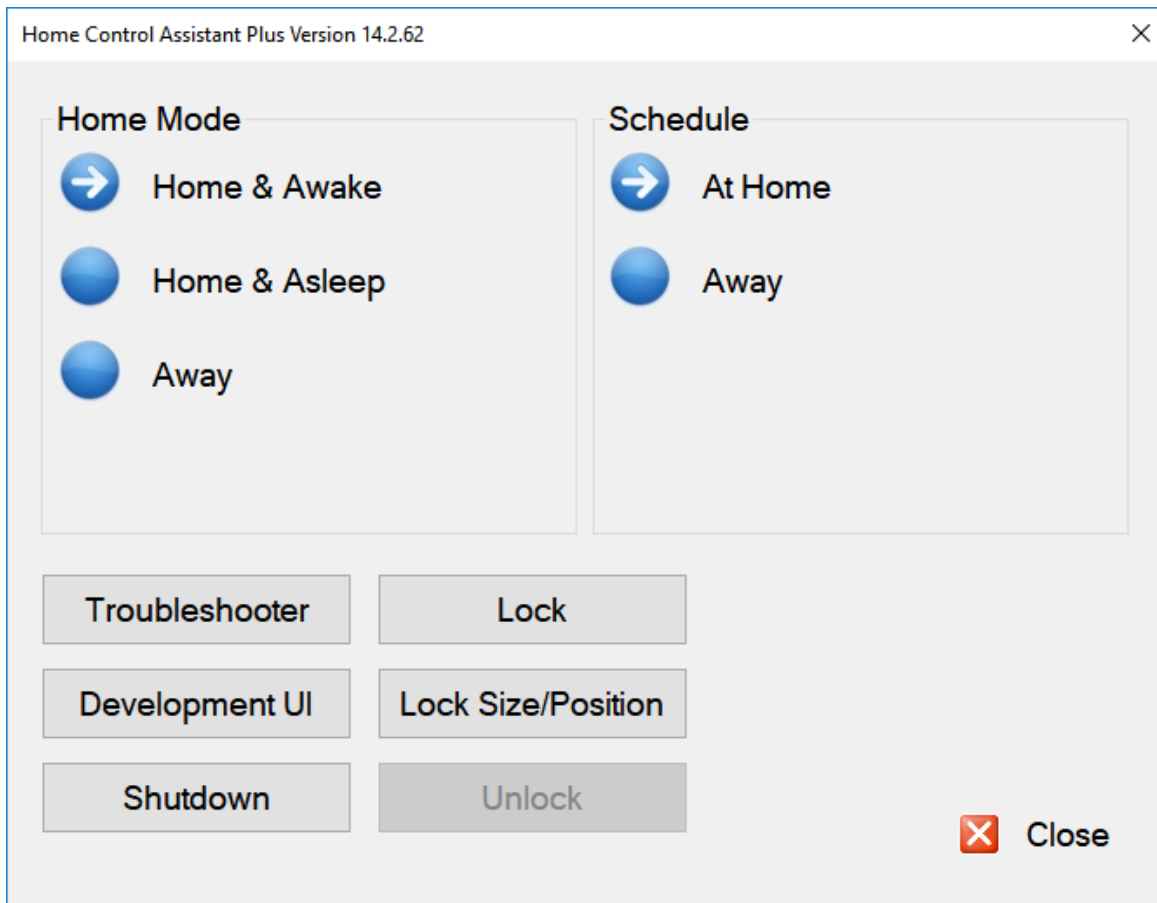 Home Control Assistant Plus Version 14.2.62
Home Mode
Home & Awake
Home & Asleep
Away
Schedule
At Home
Away
Troubleshooter
Lock
Development UI
Lock Size/Position
Shutdown
Unlock
Close